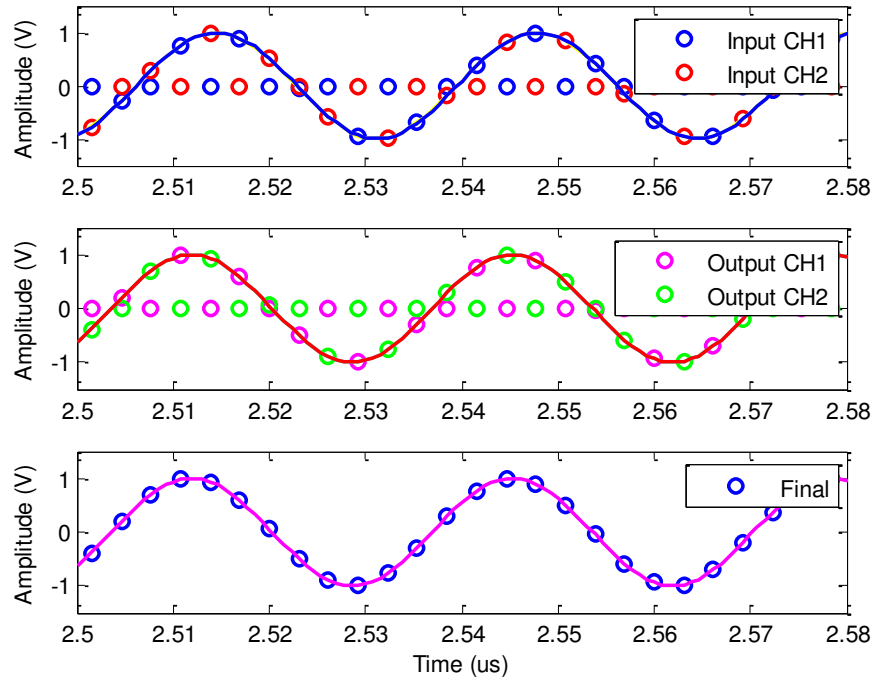 Amplitude (V)
1
0
-1
Input CH1
Input CH2
2.5 2.51 2.52 2.53 2.54 2.55 2.56 2.57 2.58
Amplitude (V)
1
0
-1
Output CH1
Output CH2
2.5 2.51 2.52 2.53 2.54 2.55 2.56 2.57 2.58
Amplitude (V)
1
0
-1
Final
2.5 2.51 2.52 2.53 2.54 2.55 2.56 2.57 2.58
Time (us)